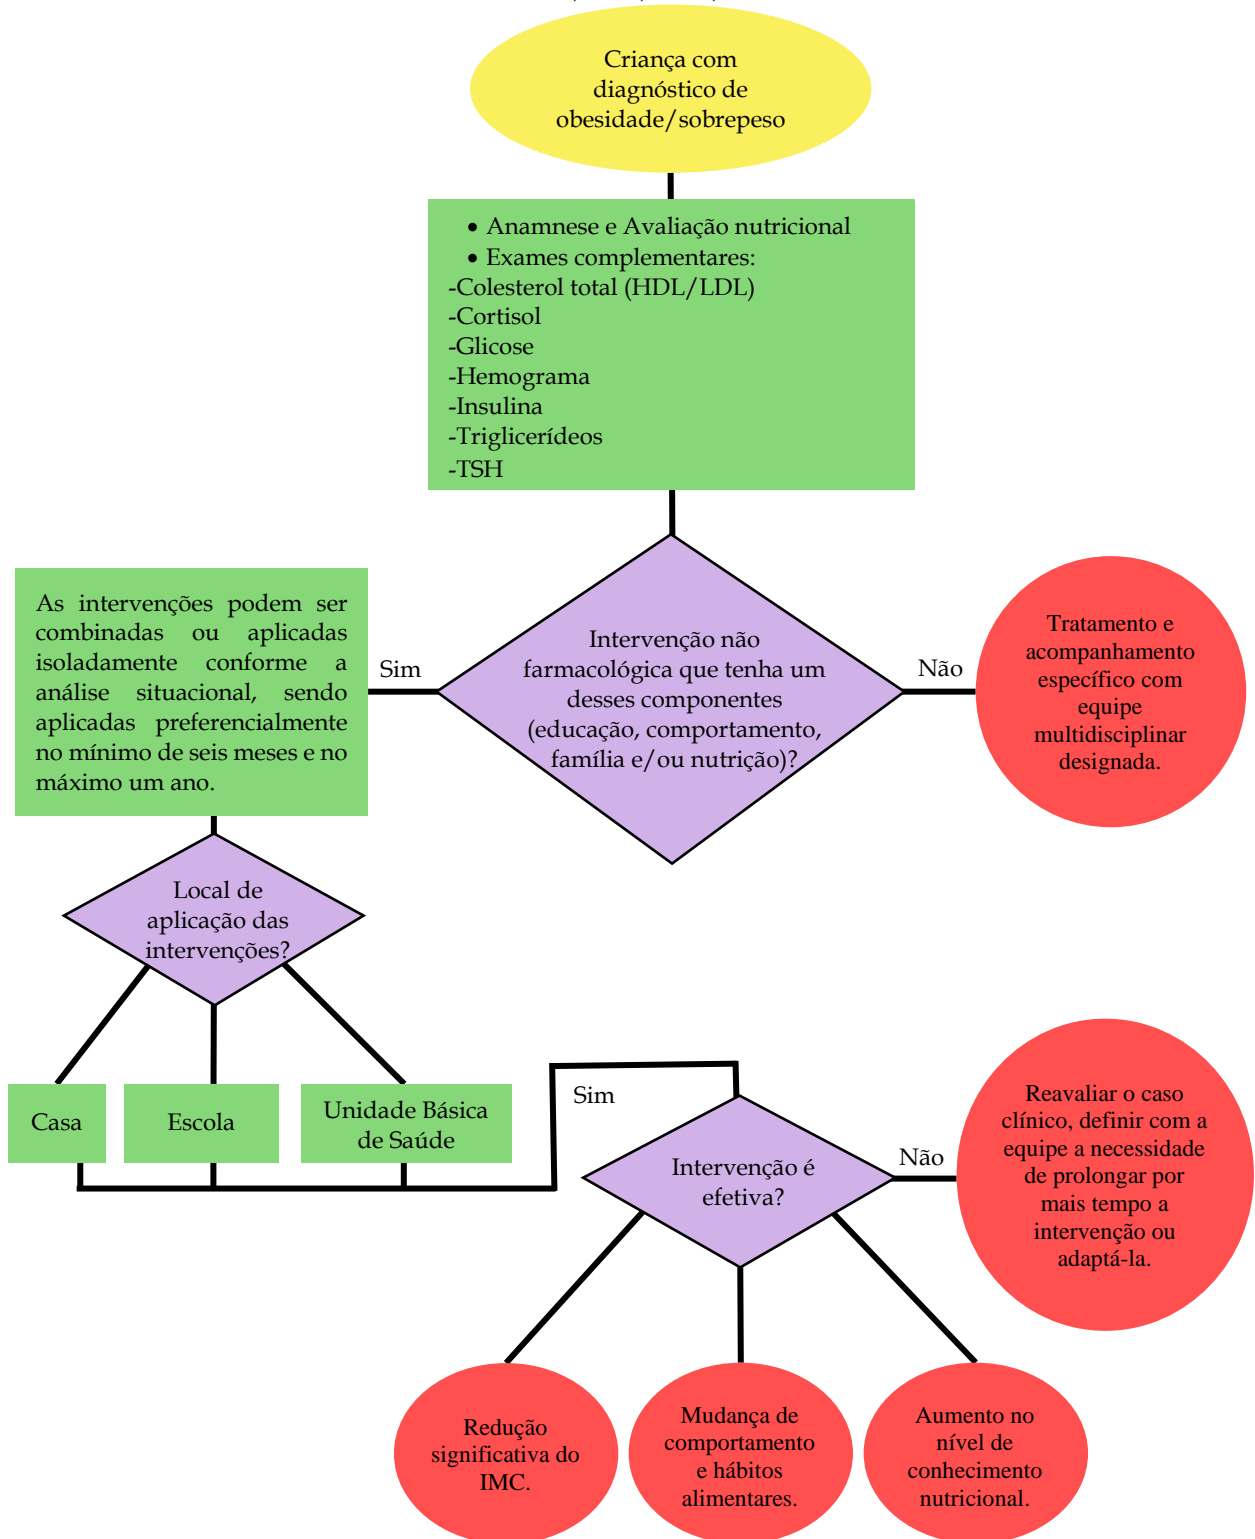 Criança com
diagnóstico de
obesidade/sobrepeso
• Anamnese e Avaliação nutricional
• Exames complementares:
-Colesterol total (HDL/LDL)
-Cortisol
-Glicose
-Hemograma
-Insulina
-Triglicerídeos
-TSH
As intervenções podem ser
combinadas ou aplicadas
isoladamente conforme a
análise situacional, sendo
aplicadas preferencialmente
no mínimo de seis meses e no
máximo um ano.
Sim
Intervenção não
farmacológica que tenha um
desses componentes
(educação, comportamento,
família e/ou nutrição)?
Não
Tratamento e
acompanhamento
específico com
equipe
multidisciplinar
designada.
Local de
aplicação das
intervenções?
Casa
Escola
Unidade Básica
de Saúde
Sim
Intervenção é
efetiva?
Não
Reavaliar o caso
clínico, definir com a
equipe a necessidade
de prolongar por
mais tempo a
intervenção ou
adaptá-la.
Redução
significativa do
IMC.
Mudança de
comportamento
e hábitos
alimentares.
Aumento no
nível de
conhecimento
nutricional.